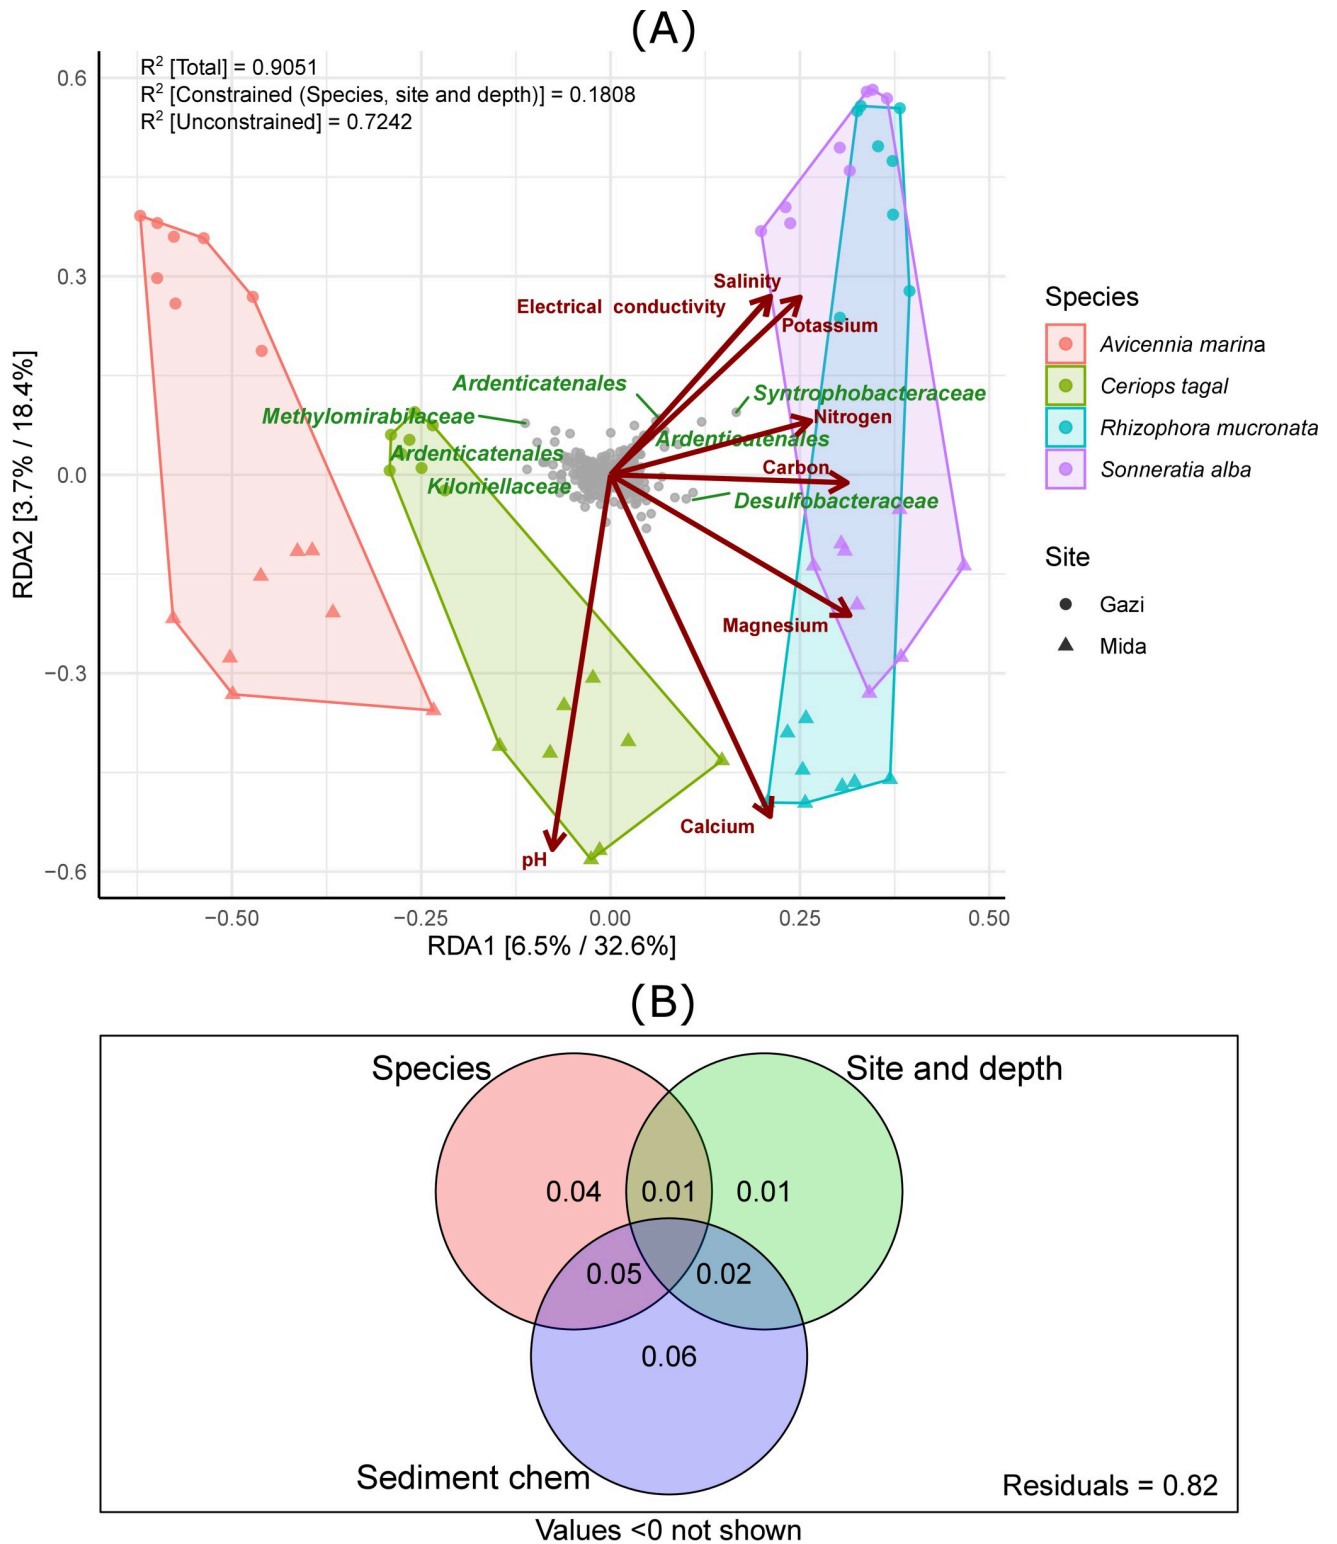 (A)
R² [Total] = 0.9051
R² [Constrained (Species, site and depth)] = 0.1808
R² [Unconstrained] = 0.7242
0.6
0.3
0.0
−0.3
−0.6
RDA2 [3.7% / 18.4%]
Salinity
Electrical conductivity
Potassium
Ardenticatenales
Syntrophobacteraceae
Methylomirabilaceae
Nitrogen
Ardenticatenales
Ardenticatenales
Carbon
Kiloniellaceae
Desulfobacteraceae
Magnesium
Calcium
pH
−0.50
−0.25
0.00
0.25
0.50
RDA1 [6.5% / 32.6%]
Species
Avicennia marina
Ceriops tagal
Rhizophora mucronata
Sonneratia alba
Site
Gazi
Mida
(B)
Species
Site and depth
0.04
0.01
0.01
0.05
0.02
0.06
Sediment chem
Residuals = 0.82
Values <0 not shown